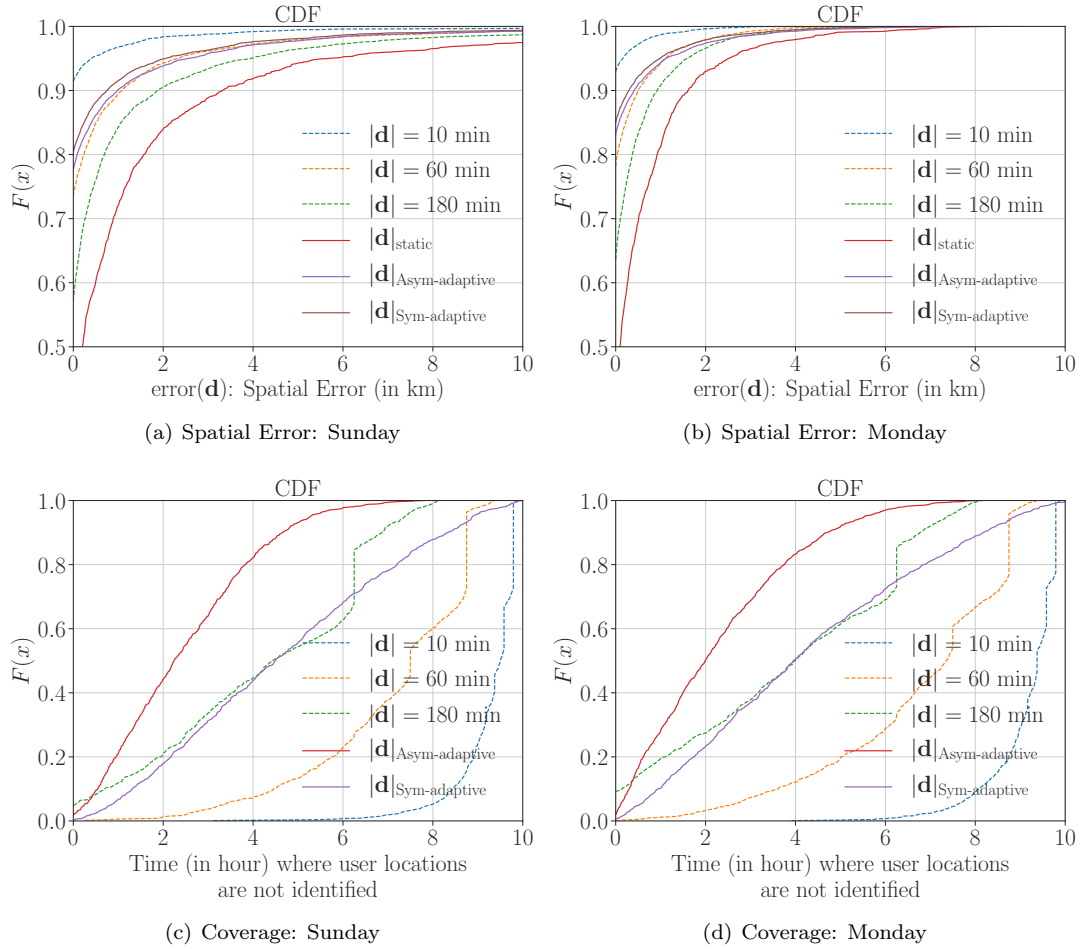 CDF
1.0
0.9
0.8
0.7
0.6
0.5
F(x)
|d| = 10 min
|d| = 60 min
|d| = 180 min
|d|static
|d|Asym-adaptive
|d|Sym-adaptive
0 2 4 6 8 10
error(d): Spatial Error (in km)
(a) Spatial Error: Sunday
CDF
1.0
0.9
0.8
0.7
0.6
0.5
F(x)
|d| = 10 min
|d| = 60 min
|d| = 180 min
|d|static
|d|Asym-adaptive
|d|Sym-adaptive
0 2 4 6 8 10
error(d): Spatial Error (in km)
(b) Spatial Error: Monday
CDF
1.0
0.8
0.6
0.4
0.2
0.0
F(x)
|d| = 10 min
|d| = 60 min
|d| = 180 min
|d|Asym-adaptive
|d|Sym-adaptive
0 2 4 6 8 10
Time (in hour) where user locations
are not identified
(c) Coverage: Sunday
CDF
1.0
0.8
0.6
0.4
0.2
0.0
F(x)
|d| = 10 min
|d| = 60 min
|d| = 180 min
|d|Asym-adaptive
|d|Sym-adaptive
0 2 4 6 8 10
Time (in hour) where user locations
are not identified
(d) Coverage: Monday